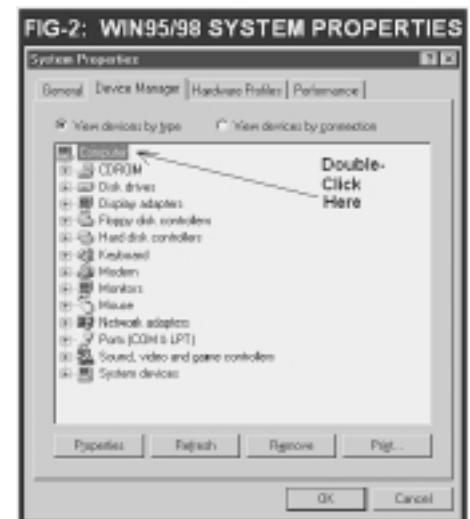 FIG-2: WIN95/98 SYSTEM PROPERTIES
System Properties
General Device Manager Hardware Profiles Performance
View devices by type View devices by connection
Computer
CDROM
Disk drives
Display adapters
Floppy disk controllers
Hard disk controllers
Keyboard
Modem
Monitors
Mouse
Network adapters
Ports (COM & LPT)
Sound, video and game controllers
System devices
Double-
Click
Here
Properties Refresh Remove Print...
OK Cancel